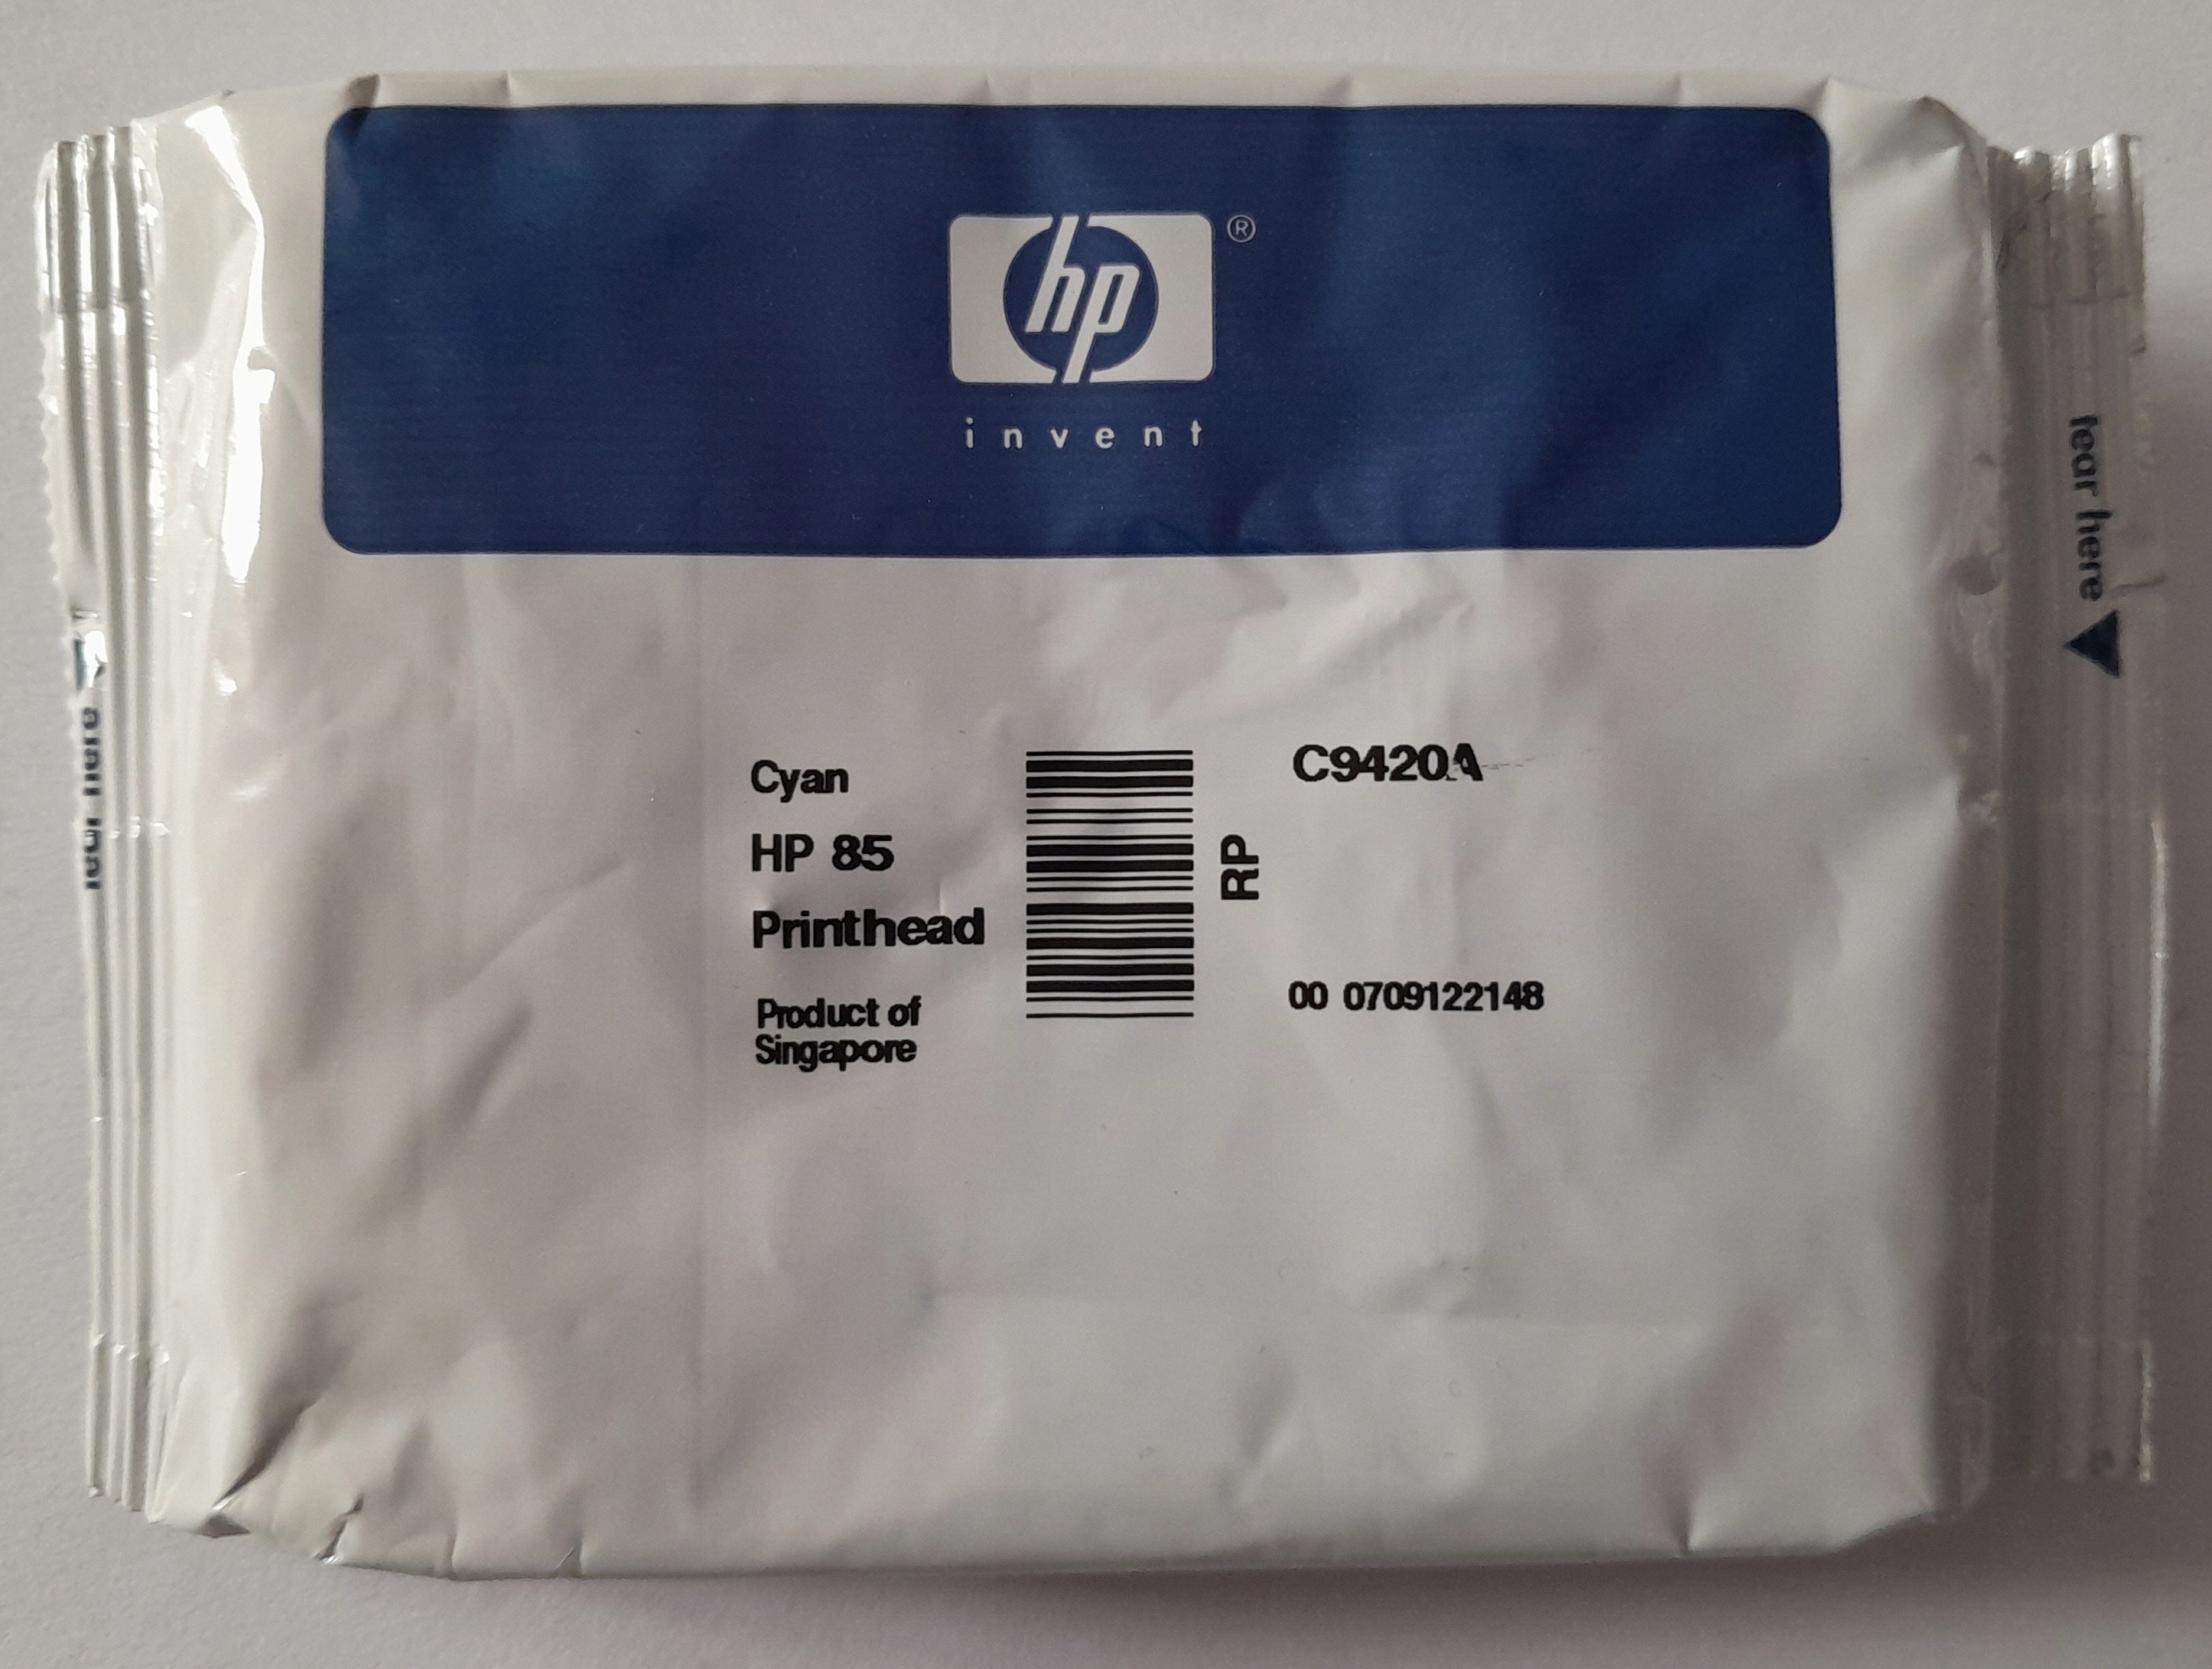 hp ®
invent
Cyan
HP 85
Printhead
Product of
Singapore
RP
C9420A
00 0709122148
tear here
tear here